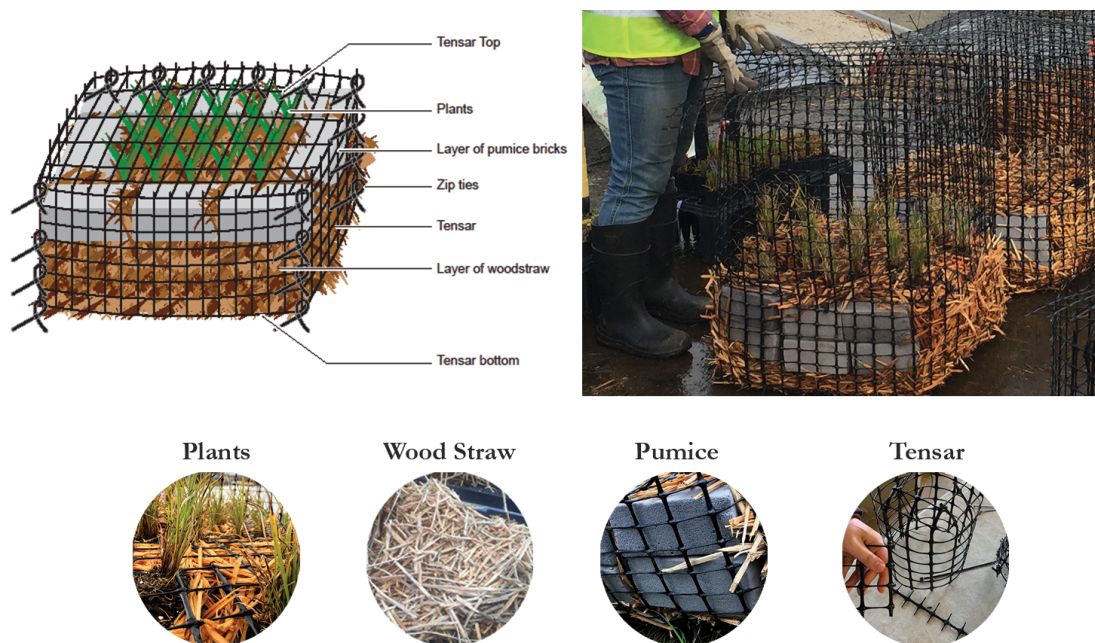 Tensar Top
Plants
Layer of pumice bricks
Zip ties
Tensar
Layer of woodstraw
Tensar bottom
Plants
Wood Straw
Pumice
Tensar